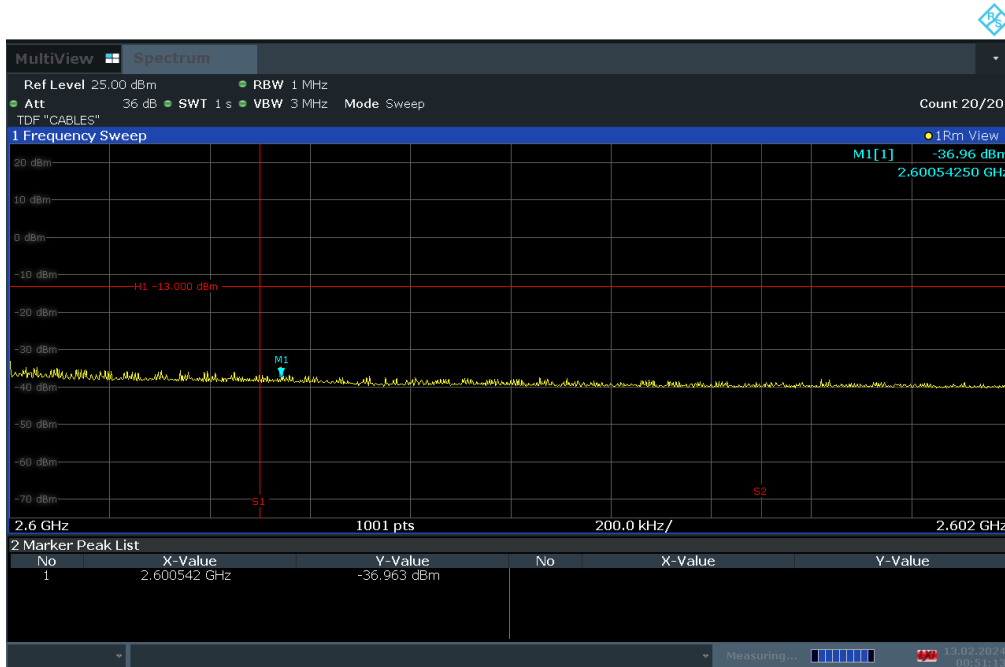 R&S
MultiView Spectrum
Ref Level 25.00 dBm RBW 1 MHz
Att 36 dB SWT 1 s VBW 3 MHz Mode Sweep Count 20/20
TDF "CABLES"
1 Frequency Sweep 1Rm View
M1[1] -36.96 dBm
2.60054250 GHz
20 dBm
10 dBm
0 dBm
-10 dBm
H1 -13.000 dBm
-20 dBm
-30 dBm
M1
-40 dBm
-50 dBm
-60 dBm
-70 dBm
S1
S2
2.6 GHz 1001 pts 200.0 kHz/ 2.602 GHz
2 Marker Peak List
No X-Value Y-Value No X-Value Y-Value
1 2.600542 GHz -36.963 dBm
Measuring... 13.02.2024
00:51:13